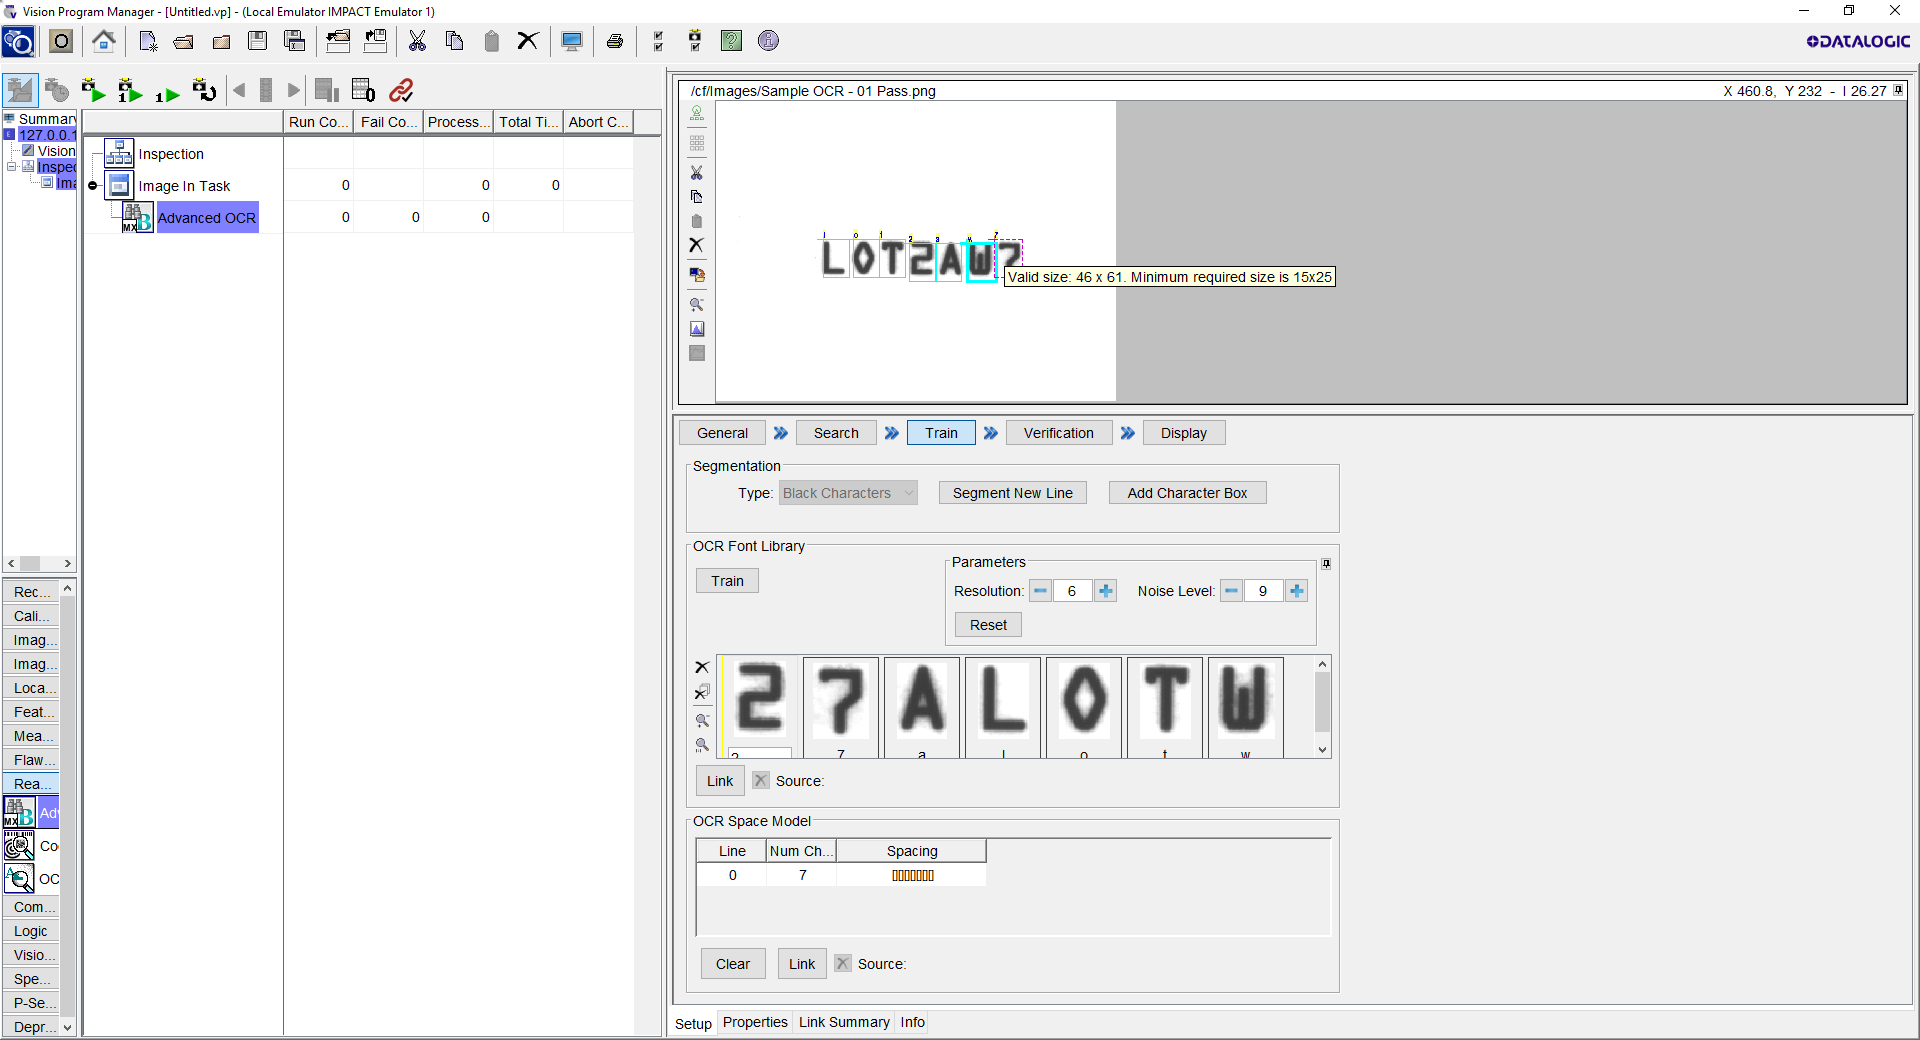 Vision Program Manager - [Untitled.vp] - (Local Emulator IMPACT Emulator 1)
DATALOGIC
Summary
127.0.0.1
Vision
Inspec
Ima
Run Co... Fail Co... Process... Total Ti... Abort C...
Inspection
Image In Task 0 0 0
Advanced OCR 0 0 0
MX B
/cf/Images/Sample OCR - 01 Pass.png
X 460.8, Y 232 - I 26.27
l o t 2 a w 7
LOT2AW7
Valid size: 46 x 61. Minimum required size is 15x25
General Search Train Verification Display
Segmentation
Type: Black Characters Segment New Line Add Character Box
OCR Font Library
Train
Parameters
Resolution: 6 Noise Level: 9
Reset
2 7 A L O T W
2 7 a l o t w
Link Source:
OCR Space Model
Line Num Ch... Spacing
0 7
Clear Link Source:
Setup Properties Link Summary Info
Rec...
Cali...
Imag...
Imag...
Loca...
Feat...
Mea...
Flaw...
Rea...
MX B Adv
Co
OC
Com...
Logic
Visio...
Spe...
P-Se...
Depr...